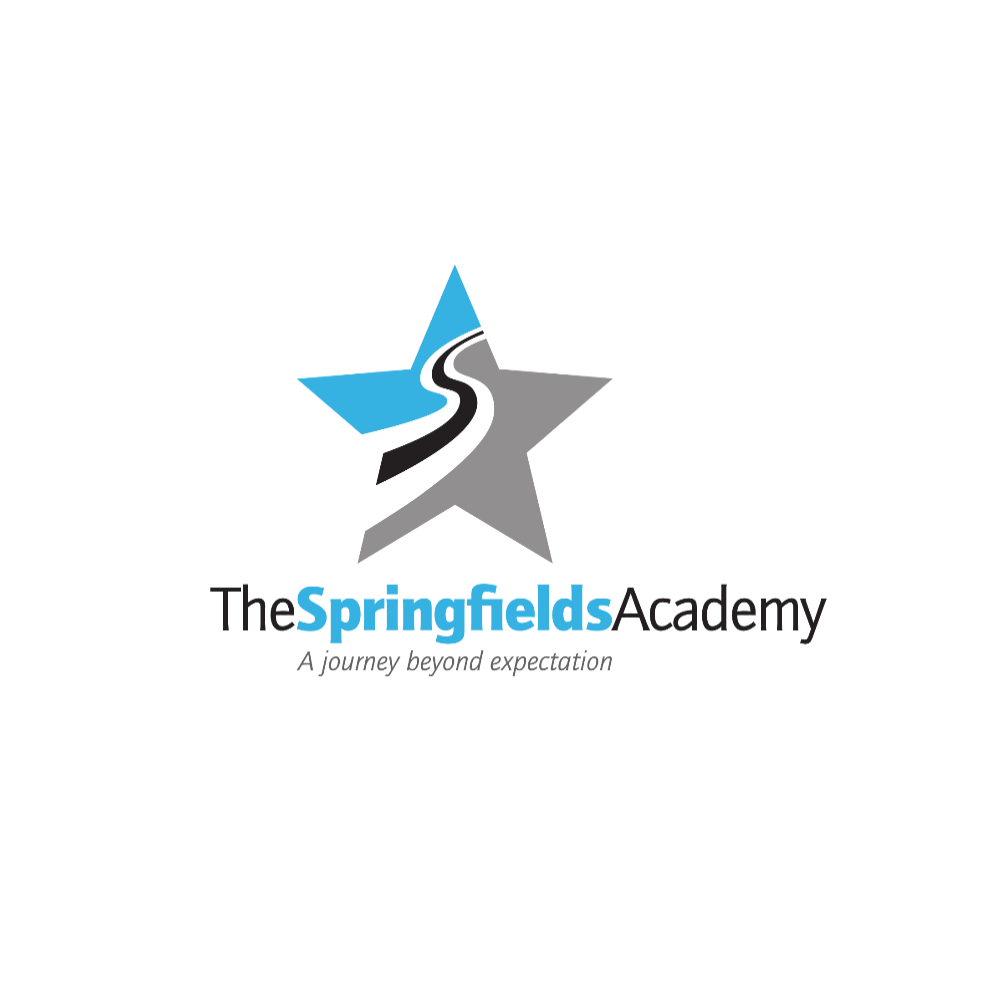 TheSpringfieldsAcademy
A journey beyond expectation